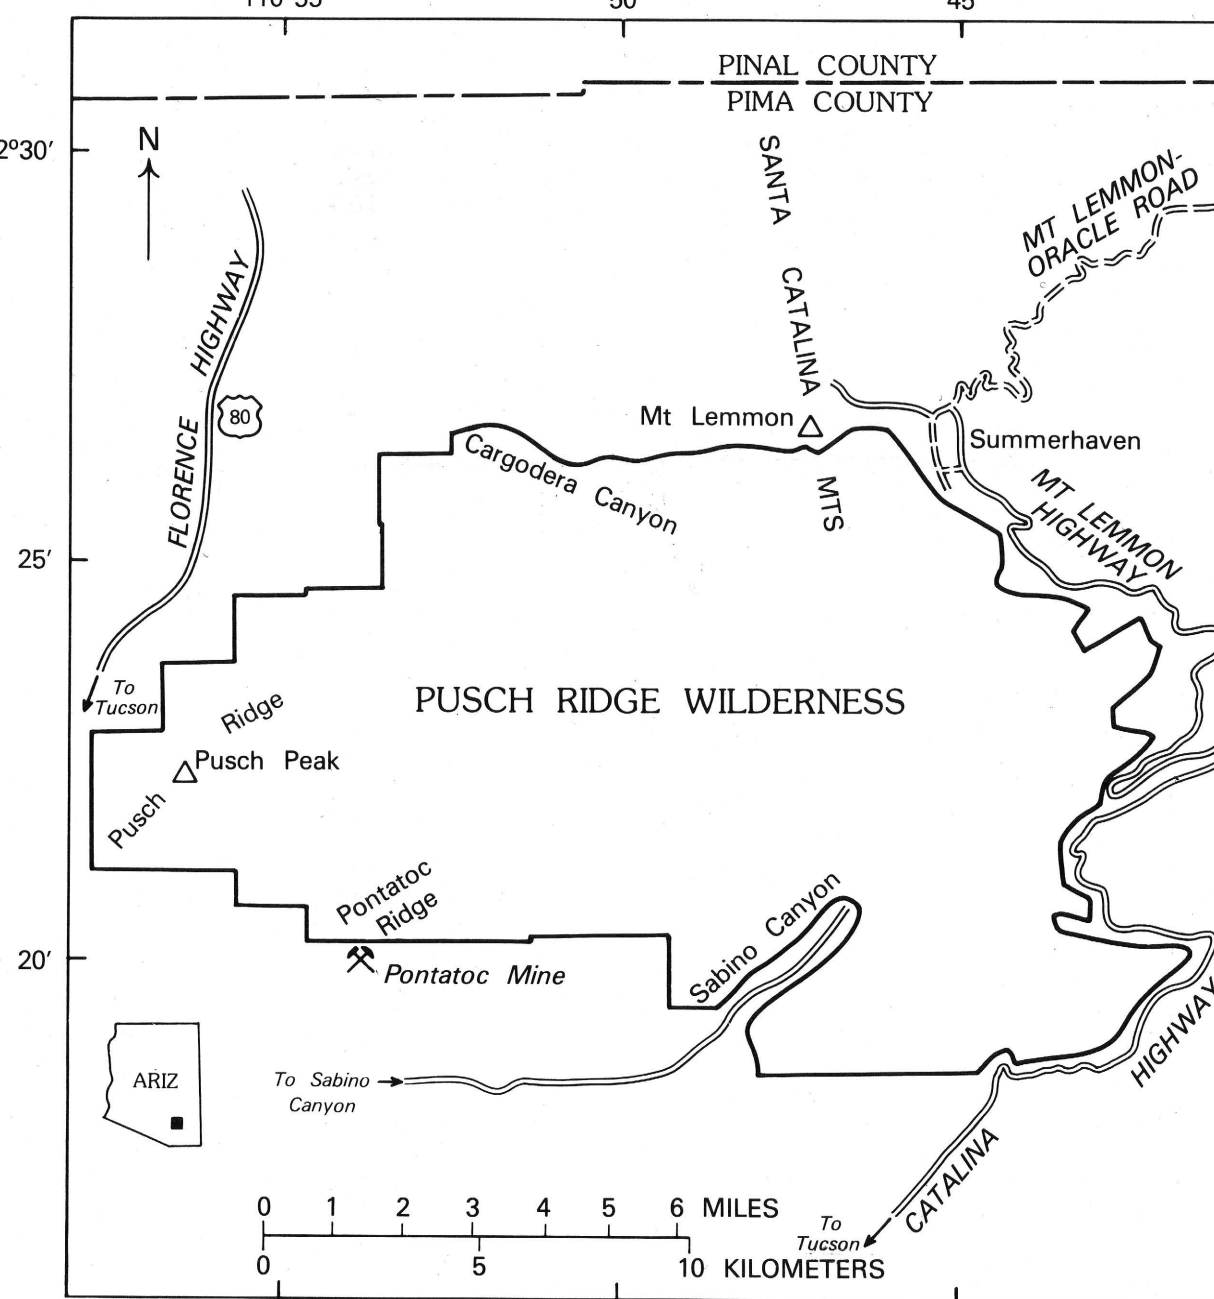 50'
45'
PINAL COUNTY
PIMA COUNTY
N
2°30′
SANTA CATALINA MTS
MT LEMMON-
ORACLE ROAD
FLORENCE HIGHWAY
80
Mt Lemmon
Summerhaven
Cargodera Canyon
MT LEMMON
HIGHWAY
25′
To
Tucson
PUSCH RIDGE WILDERNESS
Pusch Ridge
Pusch Peak
Pontatoc
Ridge
Sabino Canyon
20′
Pontatoc Mine
ARIZ
To Sabino
Canyon
CATALINA HIGHWAY
0 1 2 3 4 5 6 MILES
0 5 10 KILOMETERS
To
Tucson